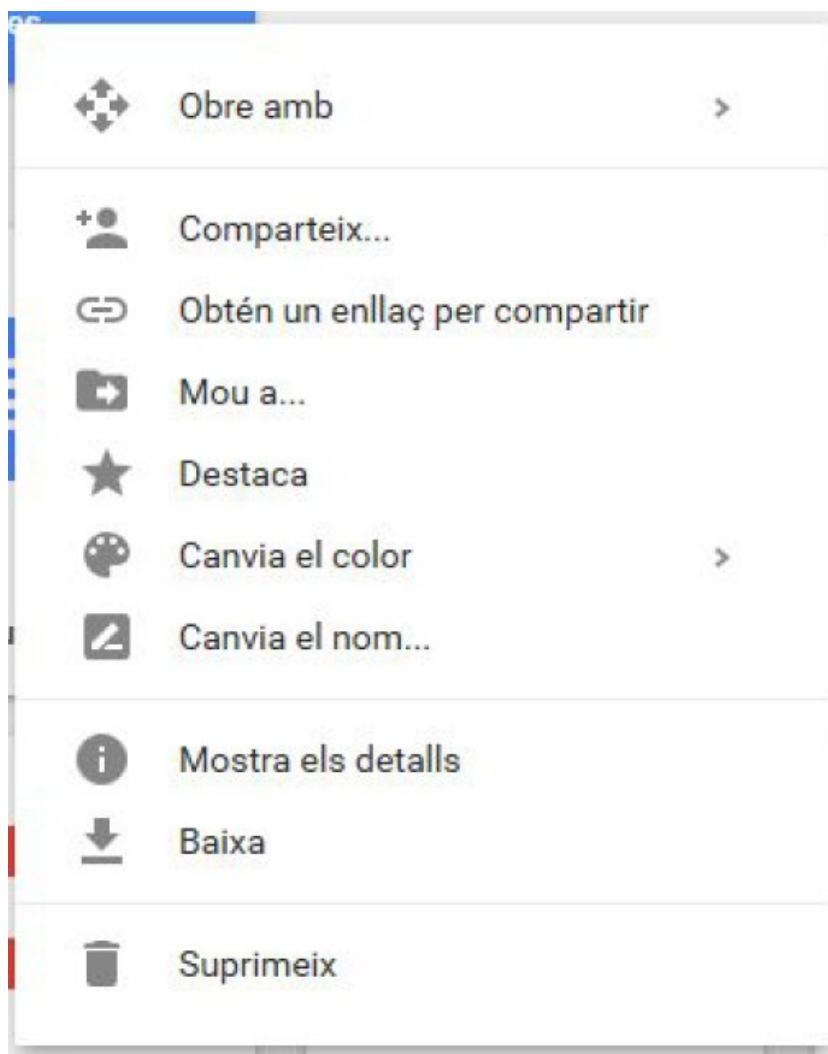 es
Obre amb
Comparteix...
Obtén un enllaç per compartir
Mou a...
Destaca
Canvia el color
Canvia el nom...
Mostra els detalls
Baixa
Suprimeix